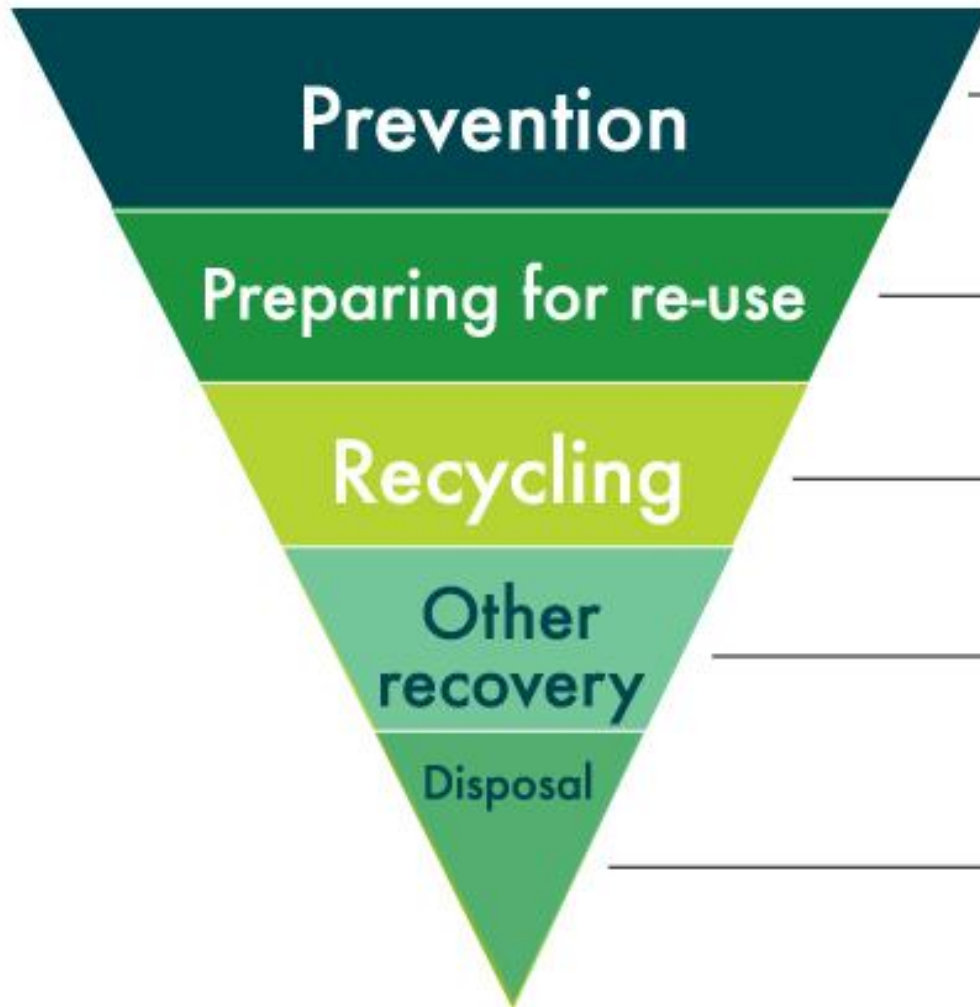 Prevention
Preparing for re-use
Recycling
Other
recovery
Disposal